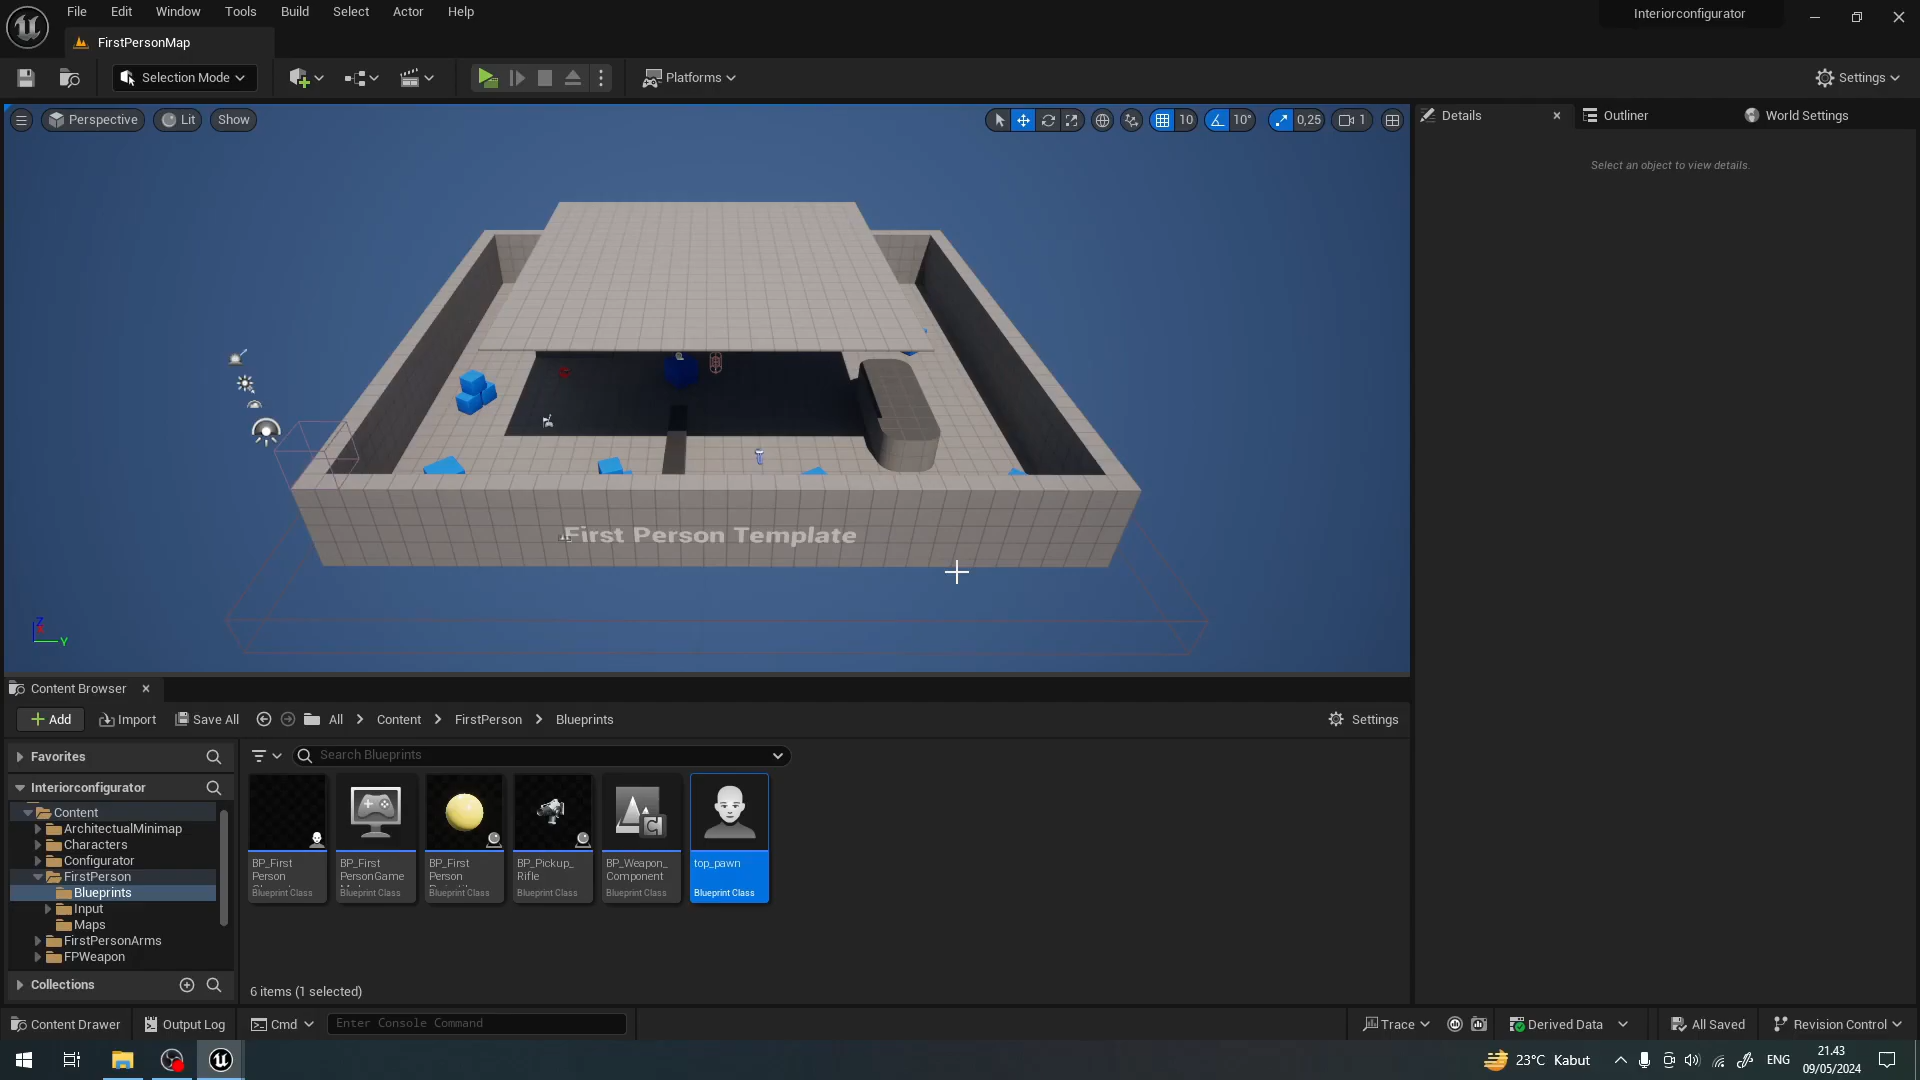 File Edit Window Tools Build Select Actor Help
Interiorconfigurator
FirstPersonMap
Selection Mode
Platforms
Settings
Perspective
Lit
Show
10
10°
0,25
1
Details
Outliner
World Settings
Select an object to view details.
First Person Template
Z
Y
Content Browser
Add
Import
Save All
All > Content > FirstPerson > Blueprints
Settings
Favorites
Search Blueprints
Interiorconfigurator
Content
ArchitectualMinimap
Characters
Configurator
FirstPerson
Blueprints
Input
Maps
FirstPersonArms
FPWeapon
Collections
BP_First
Person
Blueprint Class
BP_First
PersonGame
Blueprint Class
BP_First
Person
Blueprint Class
BP_Pickup_
Rifle
Blueprint Class
BP_Weapon_
Component
Blueprint Class
top_pawn
Blueprint Class
6 items (1 selected)
Content Drawer
Output Log
Cmd
Enter Console Command
Trace
Derived Data
All Saved
Revision Control
23°C Kabut
ENG
21.43
09/05/2024